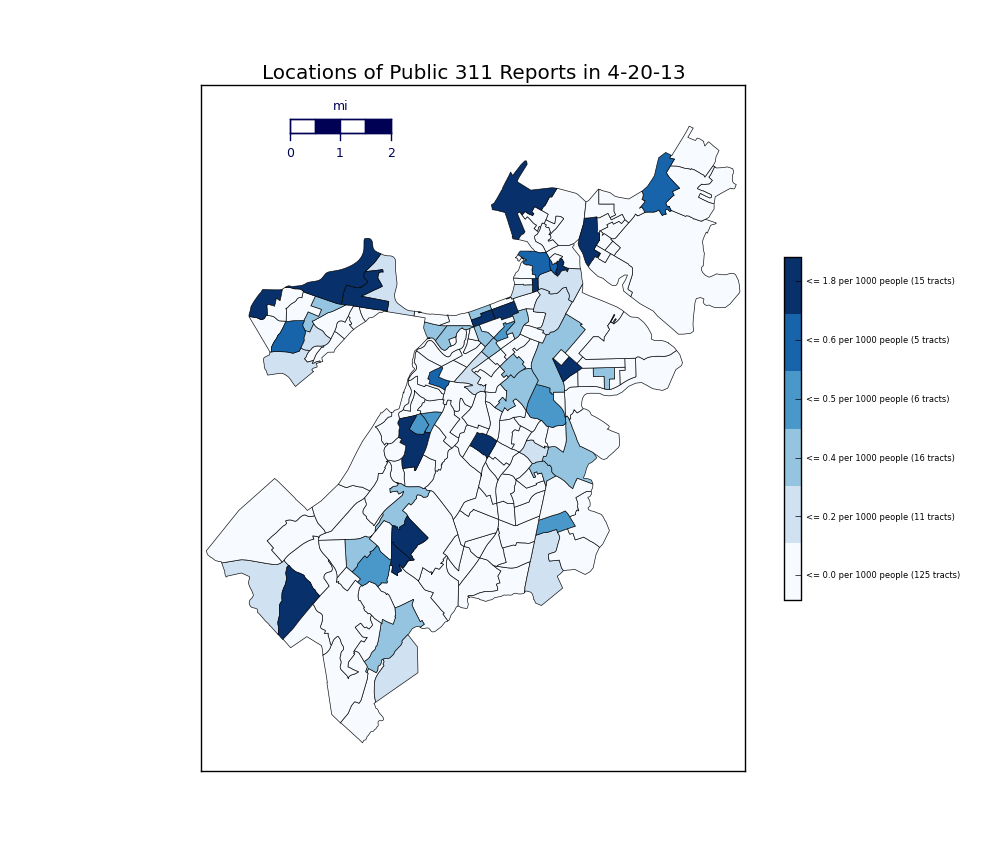 Locations of Public 311 Reports in 4-20-13
mi
0 1 2
<= 1.8 per 1000 people (15 tracts)
<= 0.6 per 1000 people (5 tracts)
<= 0.5 per 1000 people (6 tracts)
<= 0.4 per 1000 people (16 tracts)
<= 0.2 per 1000 people (11 tracts)
<= 0.0 per 1000 people (125 tracts)